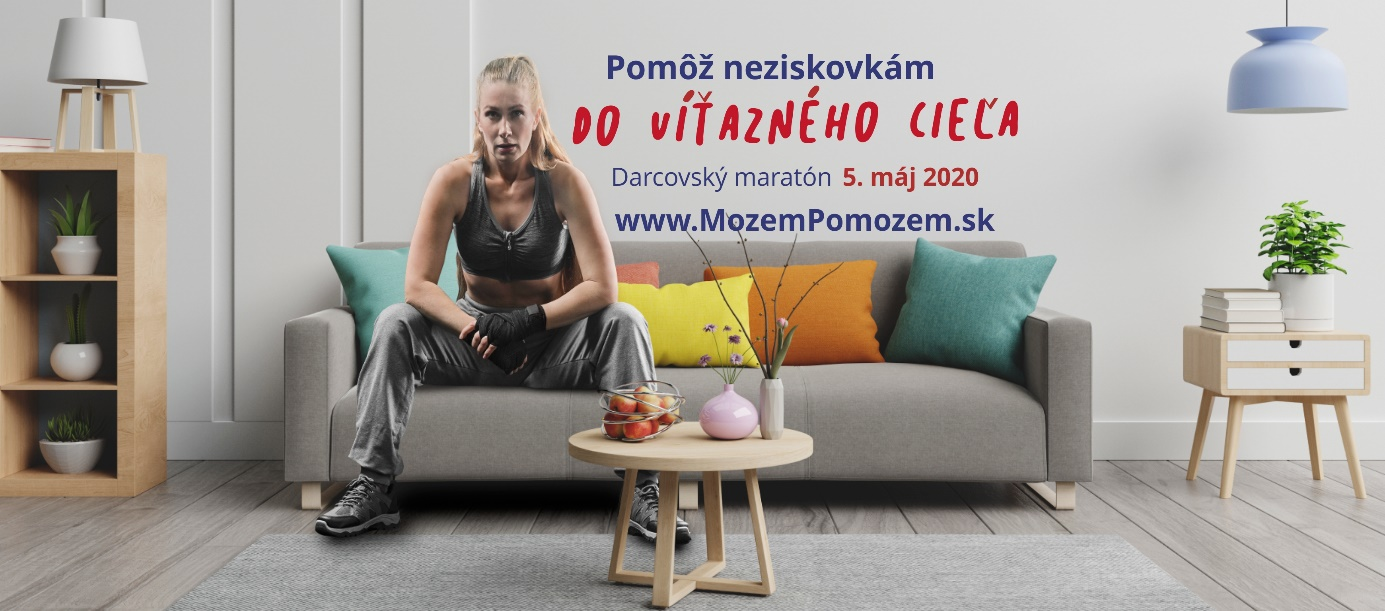 Pomôž neziskovkám
DO VÍŤAZNÉHO CIEĽA
Darcovský maratón 5. máj 2020
www.MozemPomozem.sk